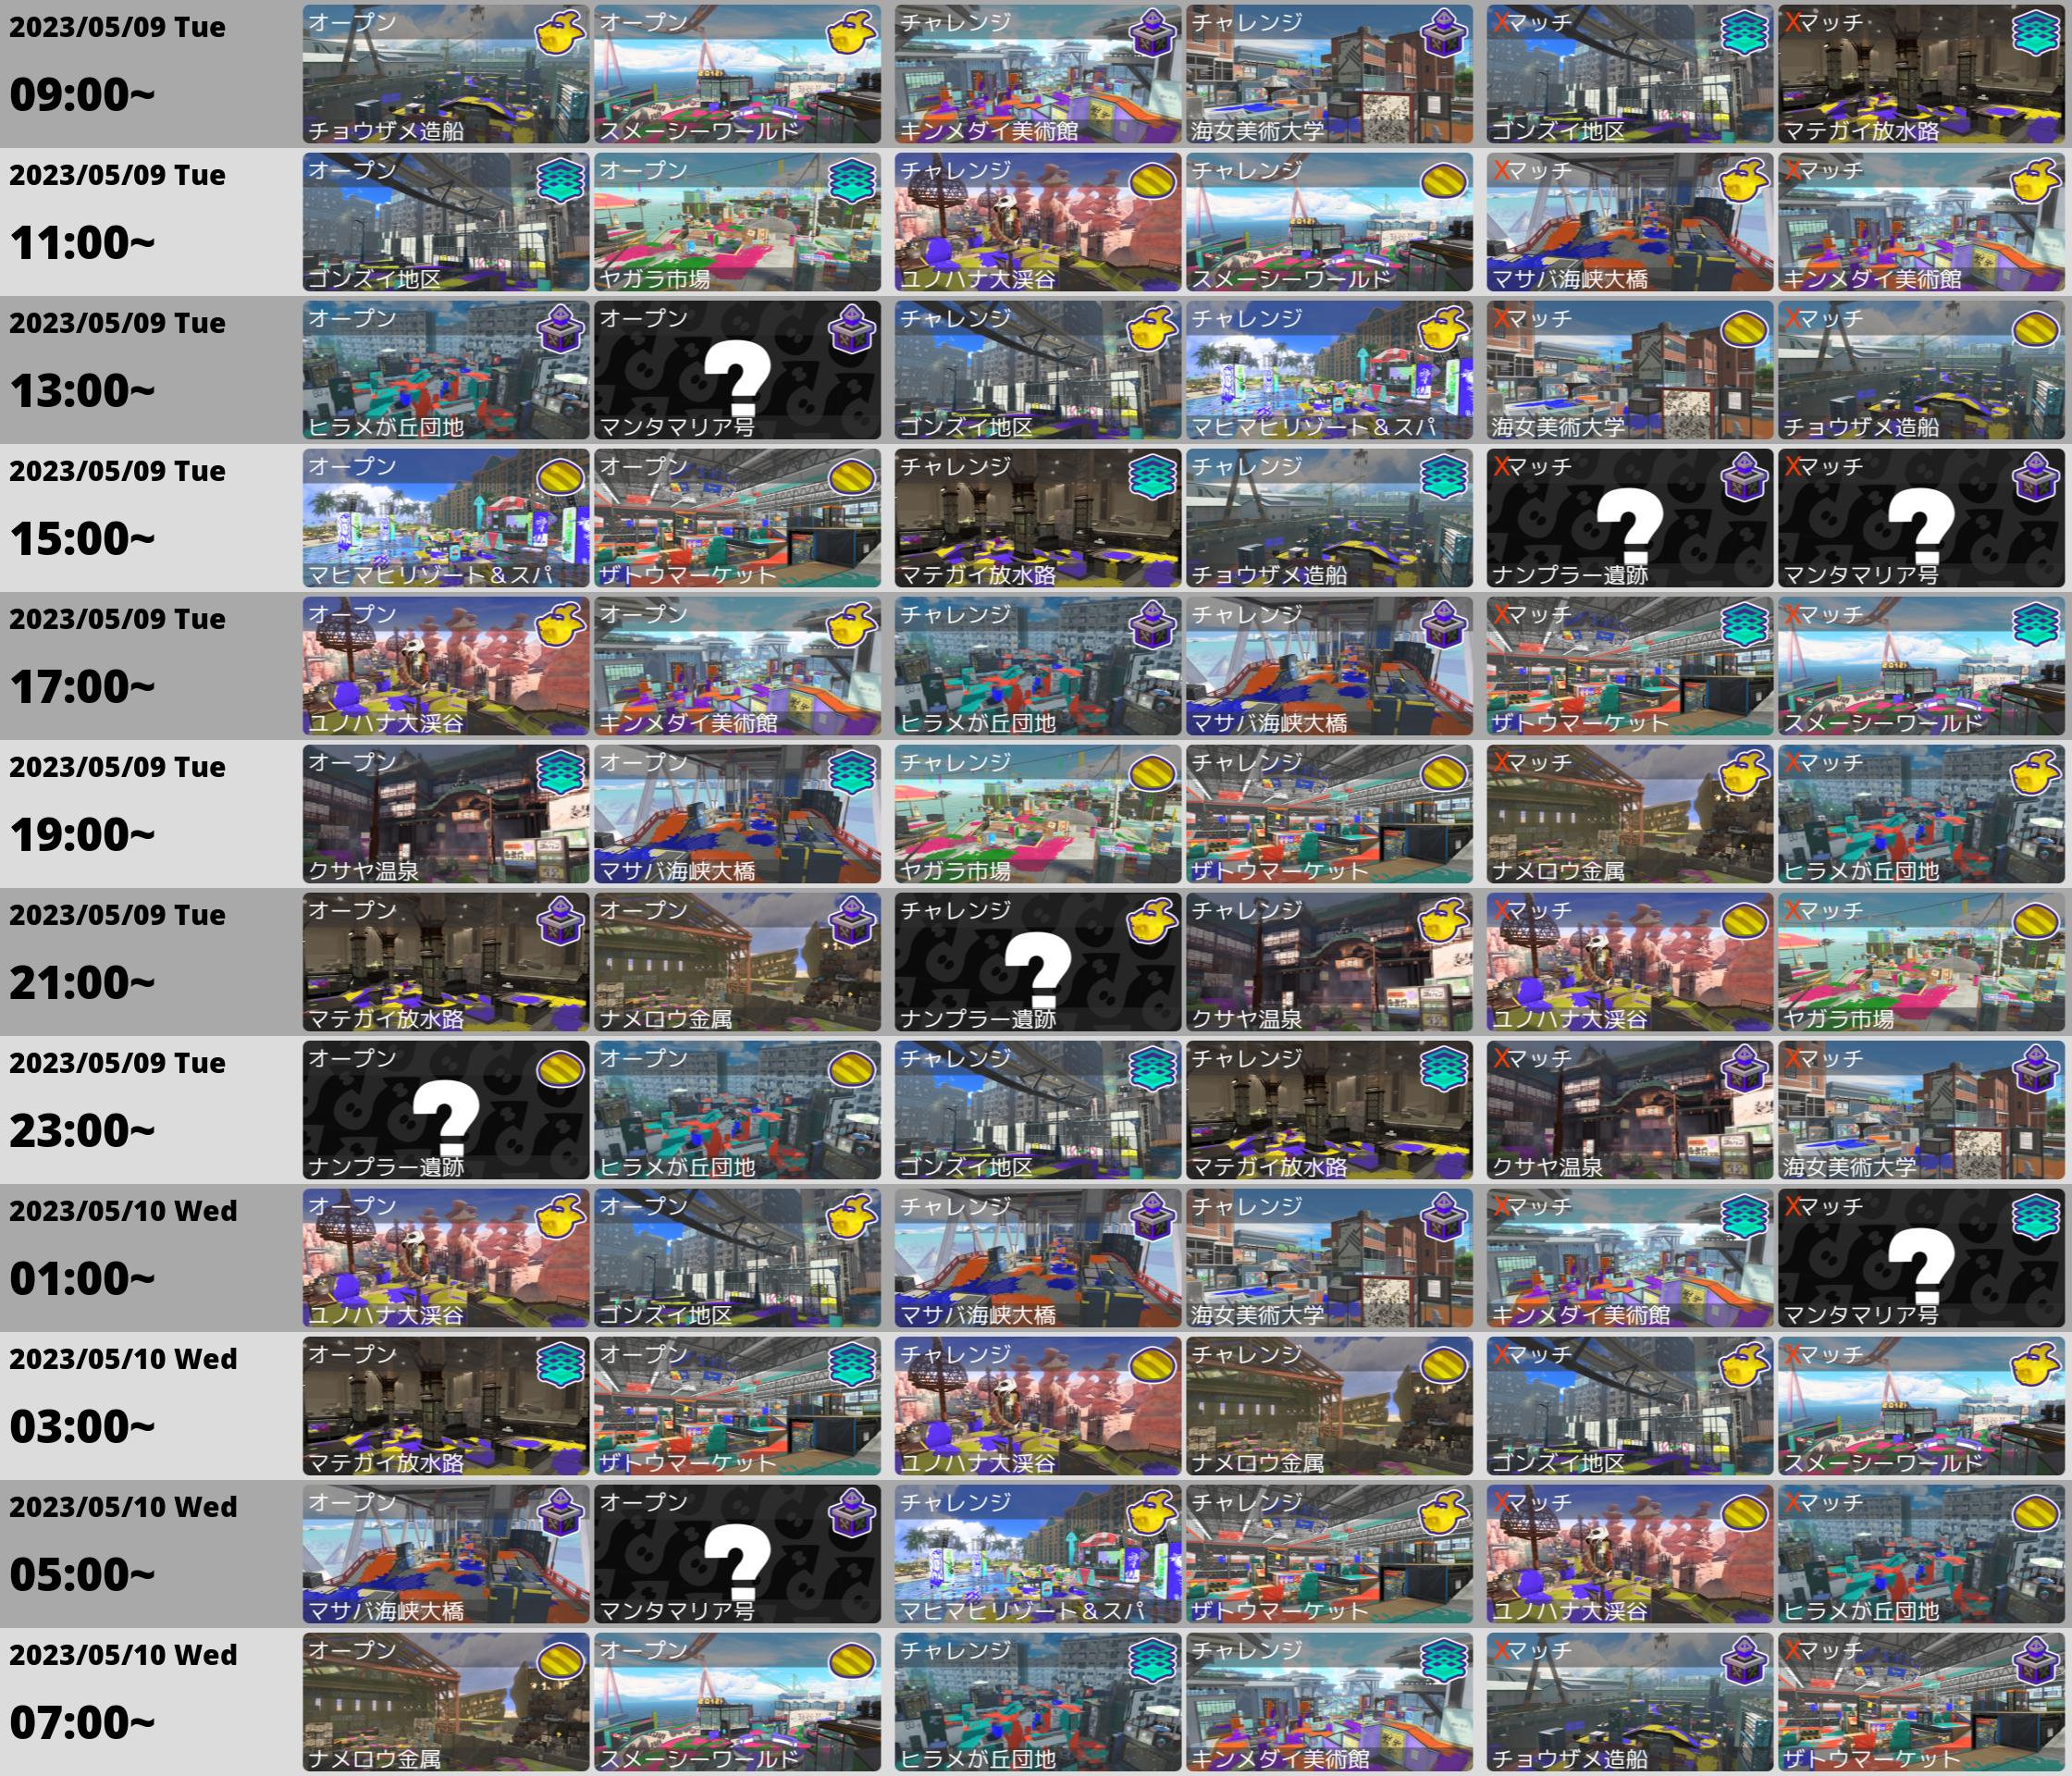 2023/05/09 Tue
09:00~
オープン
オープン
チャレンジ
チャレンジ
Xマッチ
Xマッチ
チョウザメ造船
スメーシーワールド
キンメダイ美術館
海女美術大学
ゴンズイ地区
マテガイ放水路
2023/05/09 Tue
11:00~
オープン
オープン
チャレンジ
チャレンジ
Xマッチ
Xマッチ
ゴンズイ地区
ヤガラ市場
ユノハナ大渓谷
スメーシーワールド
マサバ海峡大橋
キンメダイ美術館
2023/05/09 Tue
13:00~
オープン
オープン
チャレンジ
チャレンジ
Xマッチ
Xマッチ
?
ヒラメが丘団地
マンタマリア号
ゴンズイ地区
マヒマヒリゾート&スパ
海女美術大学
チョウザメ造船
2023/05/09 Tue
15:00~
オープン
オープン
チャレンジ
チャレンジ
Xマッチ
Xマッチ
?
?
マヒマヒリゾート&スパ
ザトウマーケット
マテガイ放水路
チョウザメ造船
ナンプラー遺跡
マンタマリア号
2023/05/09 Tue
17:00~
オープン
オープン
チャレンジ
チャレンジ
Xマッチ
Xマッチ
ユノハナ大渓谷
キンメダイ美術館
ヒラメが丘団地
マサバ海峡大橋
ザトウマーケット
スメーシーワールド
2023/05/09 Tue
19:00~
オープン
オープン
チャレンジ
チャレンジ
Xマッチ
Xマッチ
クサヤ温泉
マサバ海峡大橋
ヤガラ市場
ザトウマーケット
ナメロウ金属
ヒラメが丘団地
2023/05/09 Tue
21:00~
オープン
オープン
チャレンジ
チャレンジ
Xマッチ
Xマッチ
?
マテガイ放水路
ナメロウ金属
ナンプラー遺跡
クサヤ温泉
ユノハナ大渓谷
ヤガラ市場
2023/05/09 Tue
23:00~
オープン
オープン
チャレンジ
チャレンジ
Xマッチ
Xマッチ
?
ナンプラー遺跡
ヒラメが丘団地
ゴンズイ地区
マテガイ放水路
クサヤ温泉
海女美術大学
2023/05/10 Wed
01:00~
オープン
オープン
チャレンジ
チャレンジ
Xマッチ
Xマッチ
?
ユノハナ大渓谷
ゴンズイ地区
マサバ海峡大橋
海女美術大学
キンメダイ美術館
マンタマリア号
2023/05/10 Wed
03:00~
オープン
オープン
チャレンジ
チャレンジ
Xマッチ
Xマッチ
マテガイ放水路
ザトウマーケット
ユノハナ大渓谷
ナメロウ金属
ゴンズイ地区
スメーシーワールド
2023/05/10 Wed
05:00~
オープン
オープン
チャレンジ
チャレンジ
Xマッチ
Xマッチ
?
マサバ海峡大橋
マンタマリア号
マヒマヒリゾート&スパ
ザトウマーケット
ユノハナ大渓谷
ヒラメが丘団地
2023/05/10 Wed
07:00~
オープン
オープン
チャレンジ
チャレンジ
Xマッチ
Xマッチ
ナメロウ金属
スメーシーワールド
ヒラメが丘団地
キンメダイ美術館
チョウザメ造船
ザトウマーケット